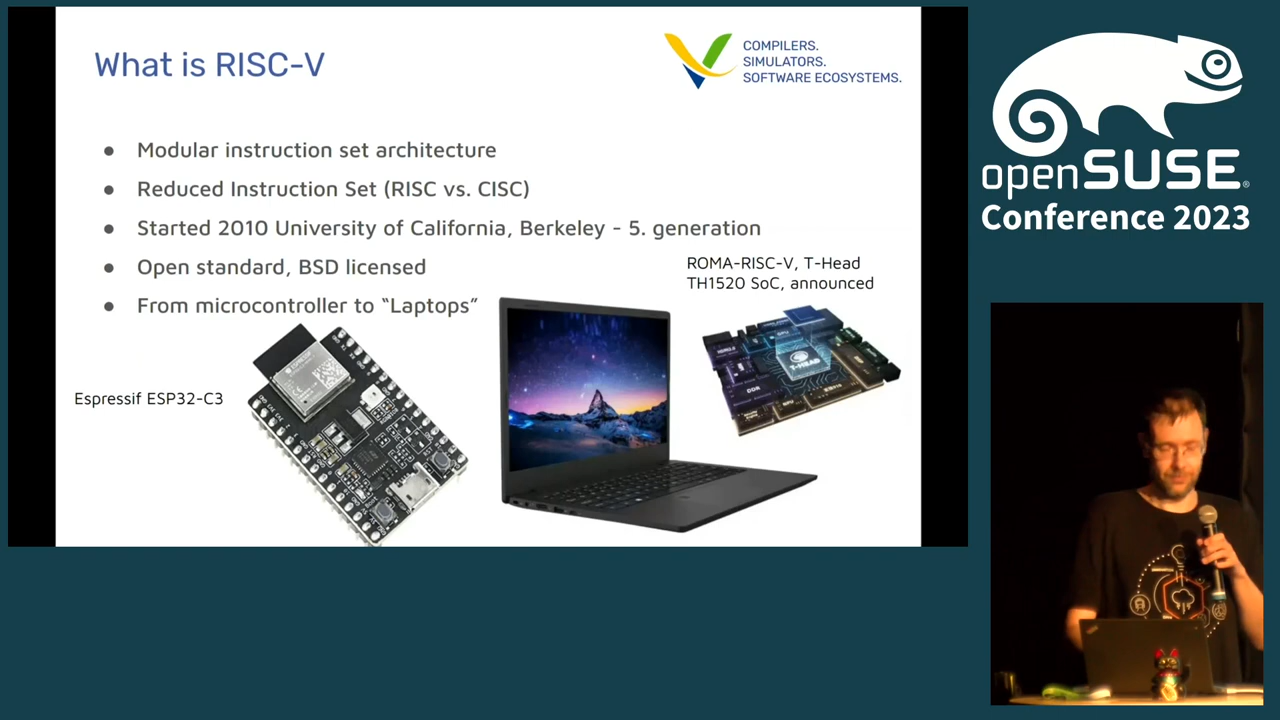 What is RISC-V
COMPILERS.
SIMULATORS.
SOFTWARE ECOSYSTEMS.
● Modular instruction set architecture
● Reduced Instruction Set (RISC vs. CISC)
● Started 2010 University of California, Berkeley - 5. generation
● Open standard, BSD licensed
● From microcontroller to “Laptops”
ROMA-RISC-V, T-Head
TH1520 SoC, announced
Espressif ESP32-C3
T-HEAD
DDR
openSUSE®
Conference 2023